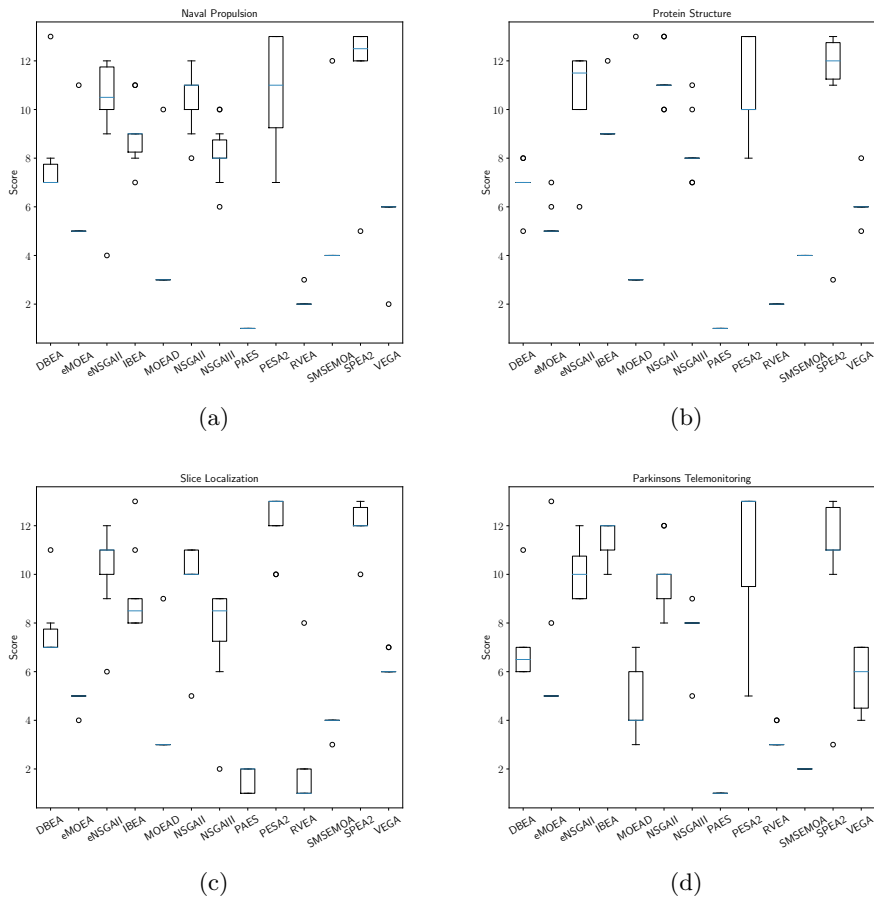 Naval Propulsion
Score
12
10
8
6
4
2
DBEA
eMOEA
eNSGAII
IBEA
MOEAD
NSGAII
NSGAIII
PAES
PESA2
RVEA
SMSEMOA
SPEA2
VEGA
(a)
Protein Structure
Score
12
10
8
6
4
2
DBEA
eMOEA
eNSGAII
IBEA
MOEAD
NSGAII
NSGAIII
PAES
PESA2
RVEA
SMSEMOA
SPEA2
VEGA
(b)
Slice Localization
Score
12
10
8
6
4
2
DBEA
eMOEA
eNSGAII
IBEA
MOEAD
NSGAII
NSGAIII
PAES
PESA2
RVEA
SMSEMOA
SPEA2
VEGA
(c)
Parkinsons Telemonitoring
Score
12
10
8
6
4
2
DBEA
eMOEA
eNSGAII
IBEA
MOEAD
NSGAII
NSGAIII
PAES
PESA2
RVEA
SMSEMOA
SPEA2
VEGA
(d)